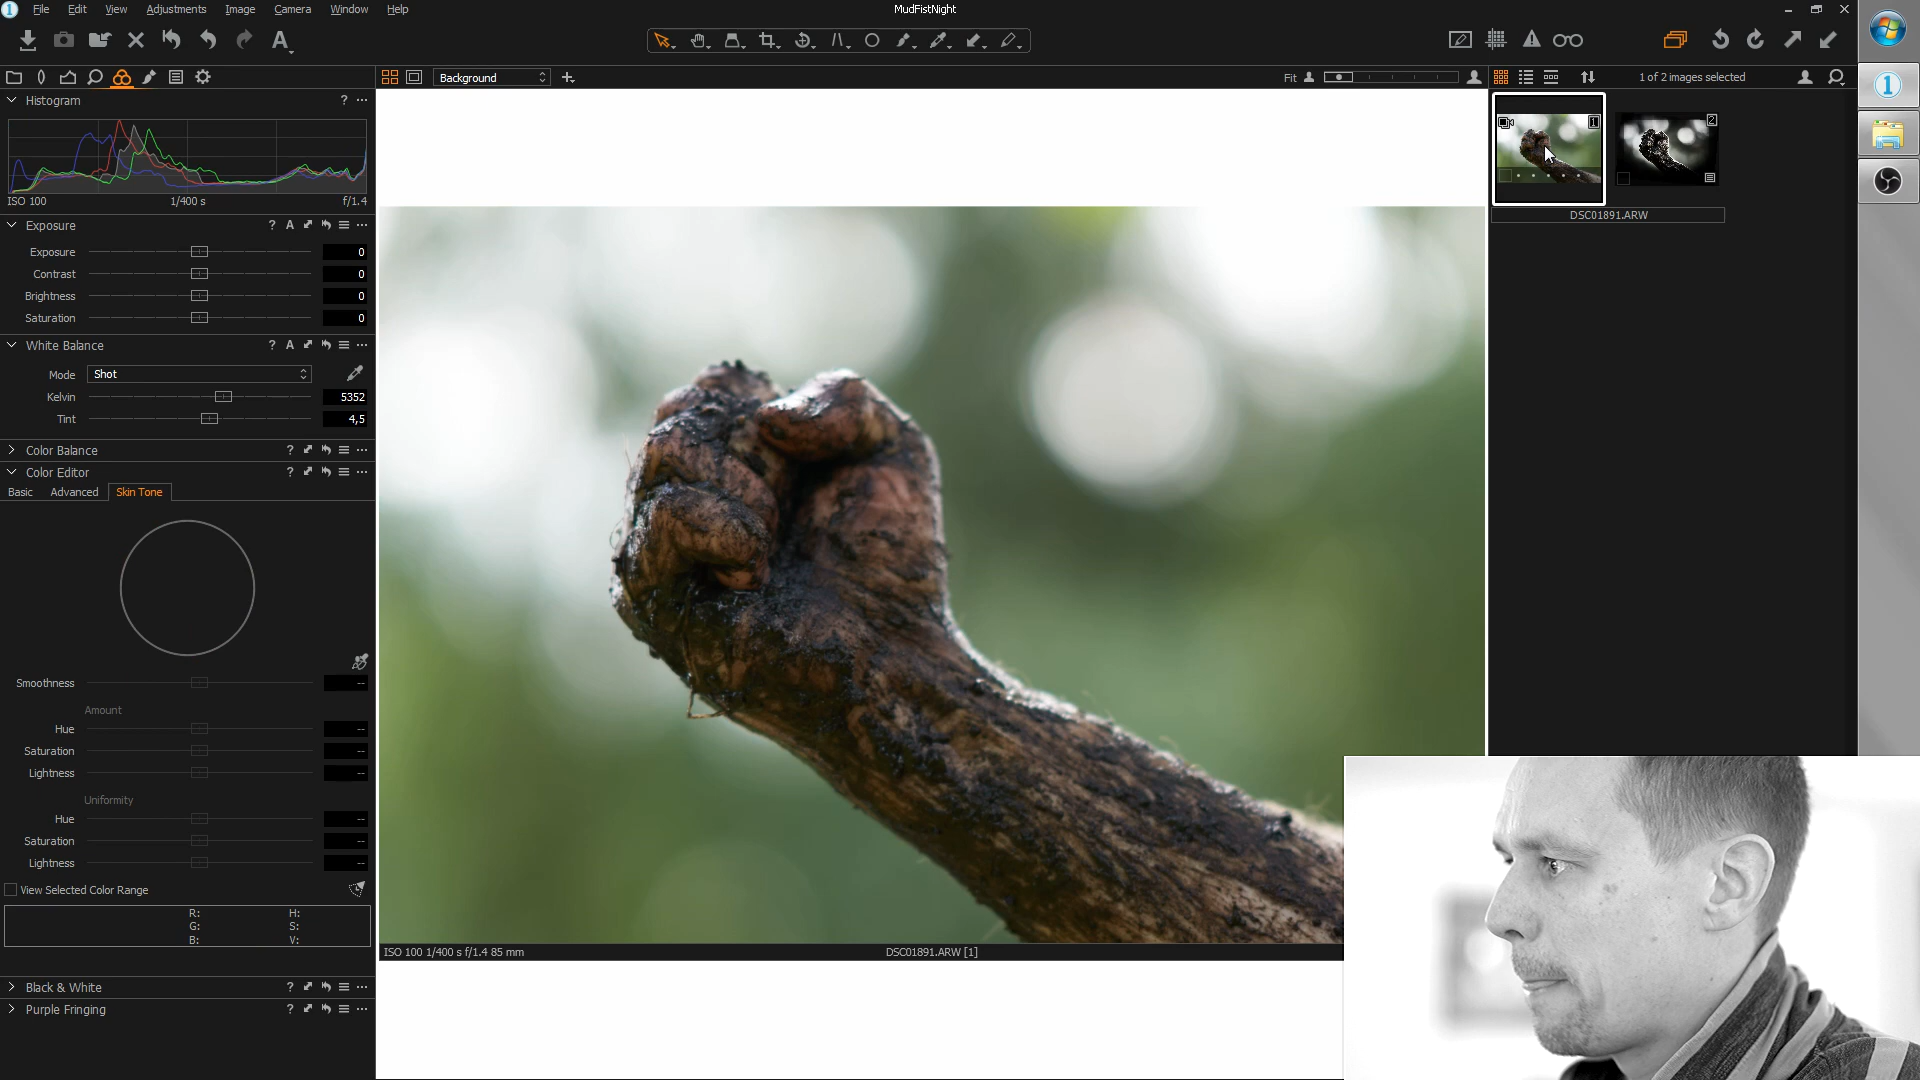 File Edit View Adjustments Image Camera Window Help
MudFistNight
A
Background
Fit
1 of 2 images selected
Histogram ? ...
ISO 100 1/400 s f/1.4
Exposure ? A ...
Exposure 0
Contrast 0
Brightness 0
Saturation 0
White Balance ? A ...
Mode Shot
Kelvin 5352
Tint 4,5
Color Balance ? ...
Color Editor ? ...
Basic Advanced Skin Tone
Smoothness --
Amount
Hue --
Saturation --
Lightness --
Uniformity
Hue --
Saturation --
Lightness --
View Selected Color Range
R: H:
G: S:
B: V:
Black & White ? ...
Purple Fringing ? ...
ISO 100 1/400 s f/1.4 85 mm
DSC01891.ARW [1]
1
2
DSC01891.ARW
1